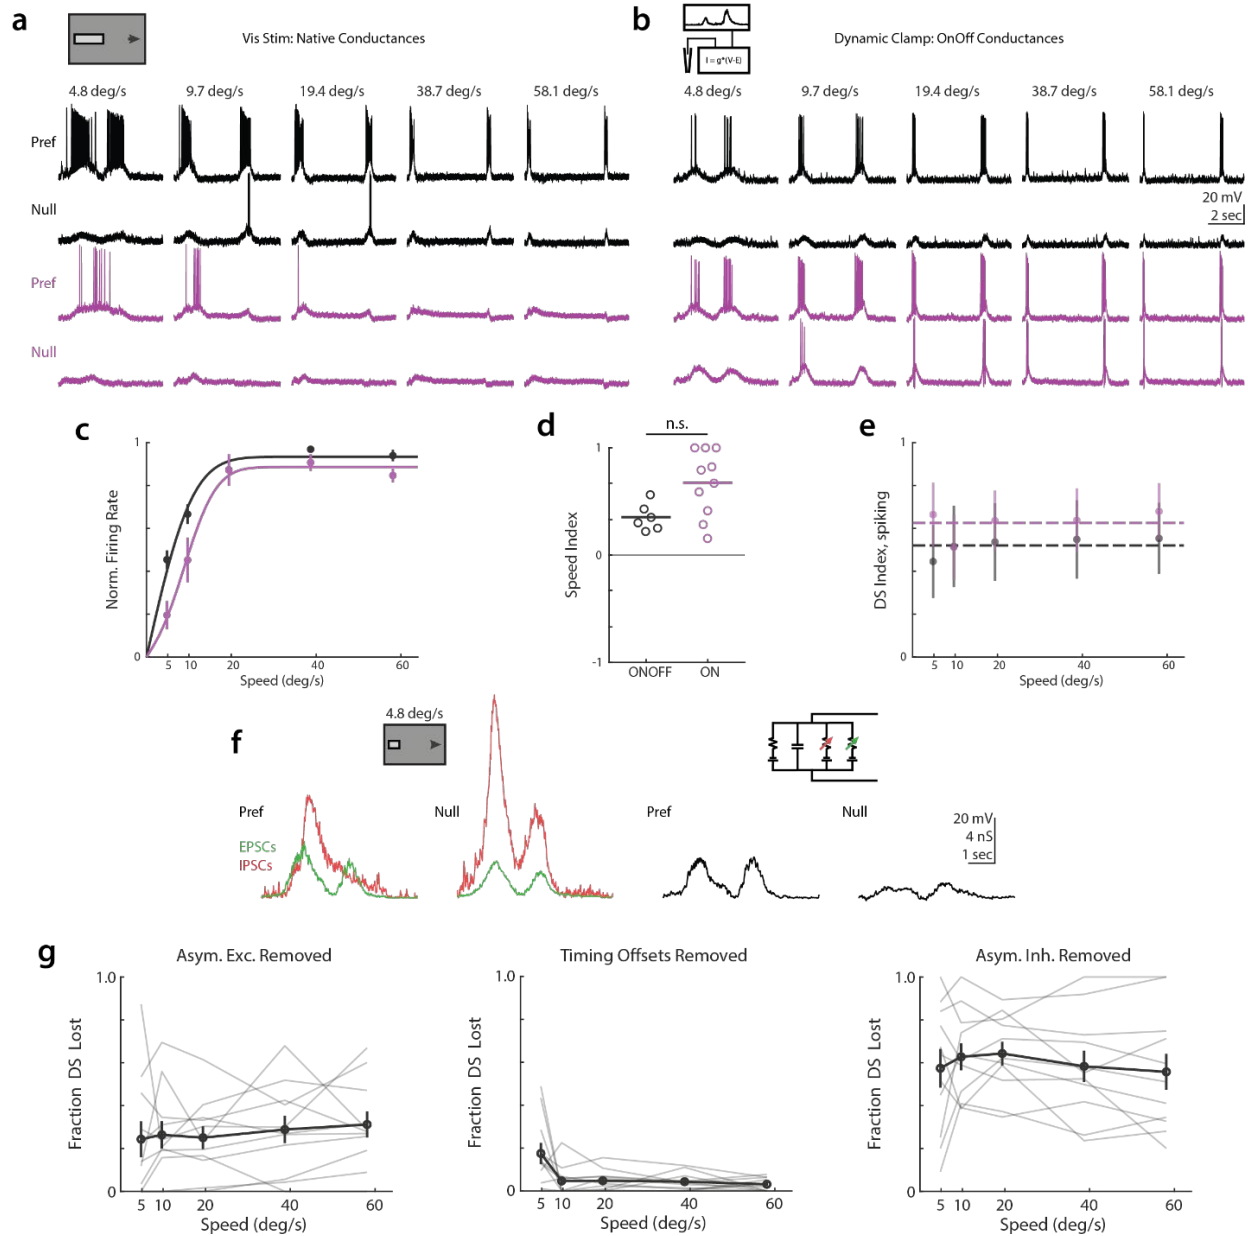 a
Vis Stim: Native Conductances
4.8 deg/s
9.7 deg/s
19.4 deg/s
38.7 deg/s
58.1 deg/s
Pref
Null
Pref
Null
b
I = g*(V-E)
Dynamic Clamp: OnOff Conductances
4.8 deg/s
9.7 deg/s
19.4 deg/s
38.7 deg/s
58.1 deg/s
20 mV
2 sec
c
Norm. Firing Rate
1
0
5
10
20
40
60
Speed (deg/s)
d
n.s.
Speed Index
1
0
-1
ONOFF
ON
e
DS Index, spiking
1
0
5
10
20
40
60
Speed (deg/s)
f
4.8 deg/s
Pref
EPSCs
IPSCs
Null
Pref
Null
20 mV
4 nS
1 sec
g
Asym. Exc. Removed
Fraction DS Lost
1.0
0
5
10
20
40
60
Speed (deg/s)
Timing Offsets Removed
Fraction DS Lost
1.0
0
5
10
20
40
60
Speed (deg/s)
Asym. Inh. Removed
Fraction DS Lost
1.0
0
5
10
20
40
60
Speed (deg/s)